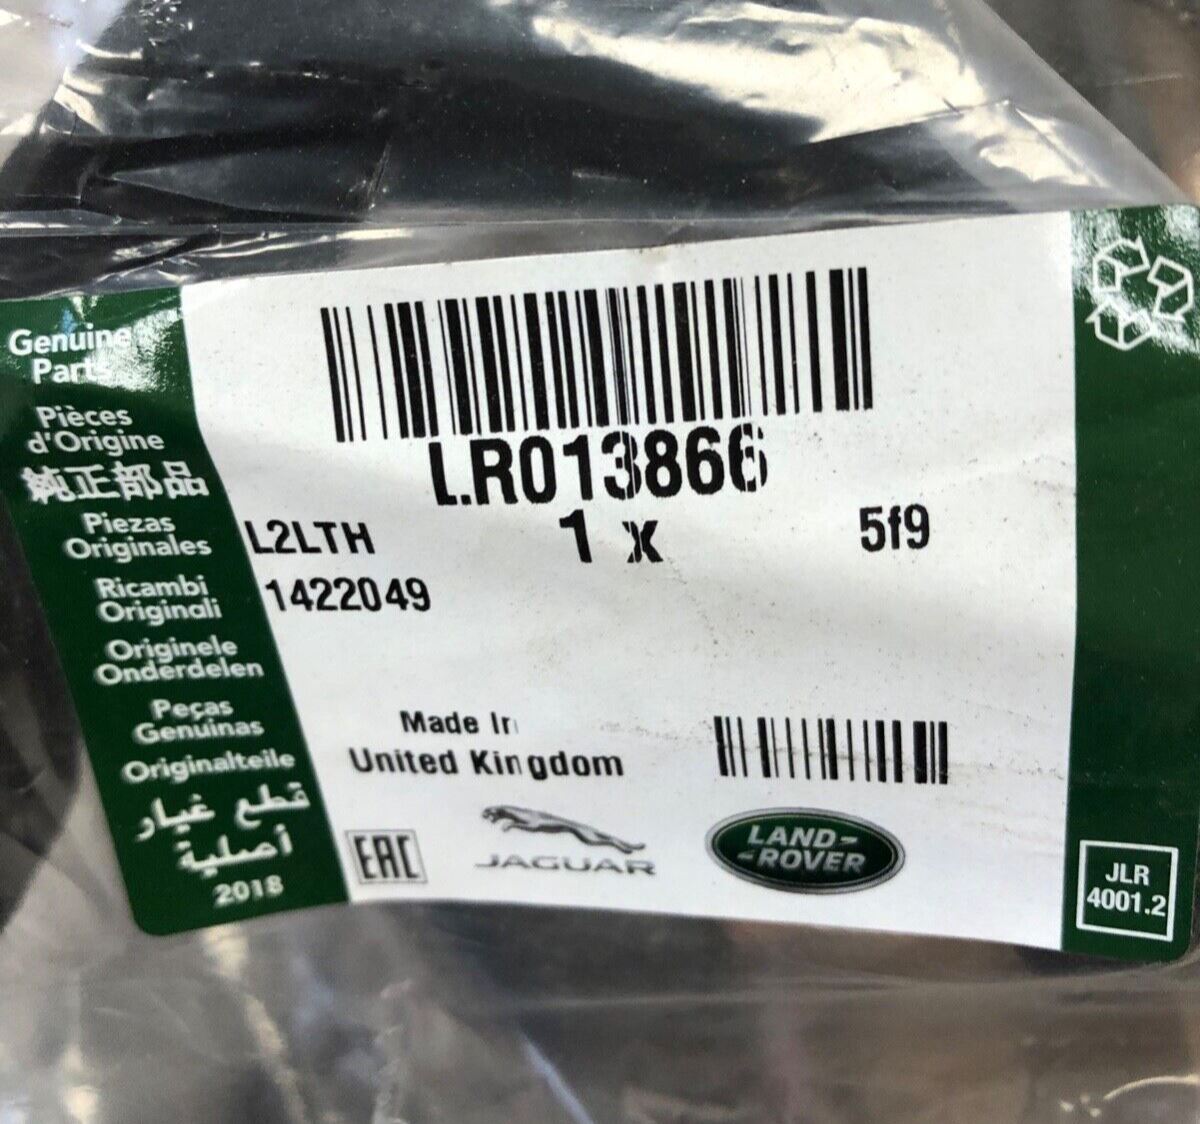 Genuine
Parts
Pièces
d'Origine
純正部品
Piezas
Originales
Ricambi
Originali
Originele
Onderdelen
Peças
Genuinas
Originalteile
قطع غيار
أصلية
2018
LR013866
L2LTH 1 x 5f9
1422049
Made In
United Kingdom
EAC
JAGUAR
LAND-
-ROVER
JLR
4001.2